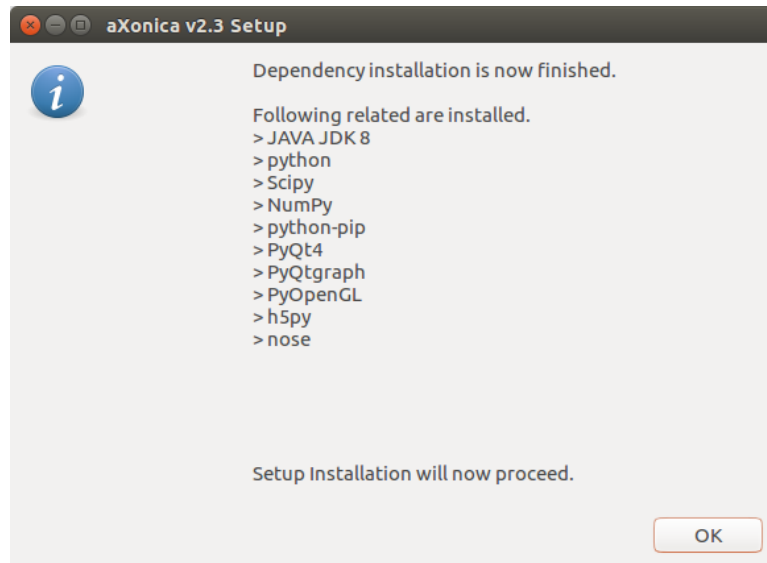 aXonica v2.3 Setup
Dependency installation is now finished.
Following related are installed.
> JAVA JDK 8
> python
> Scipy
> NumPy
> python-pip
> PyQt4
> PyQtgraph
> PyOpenGL
> h5py
> nose
Setup Installation will now proceed.
OK